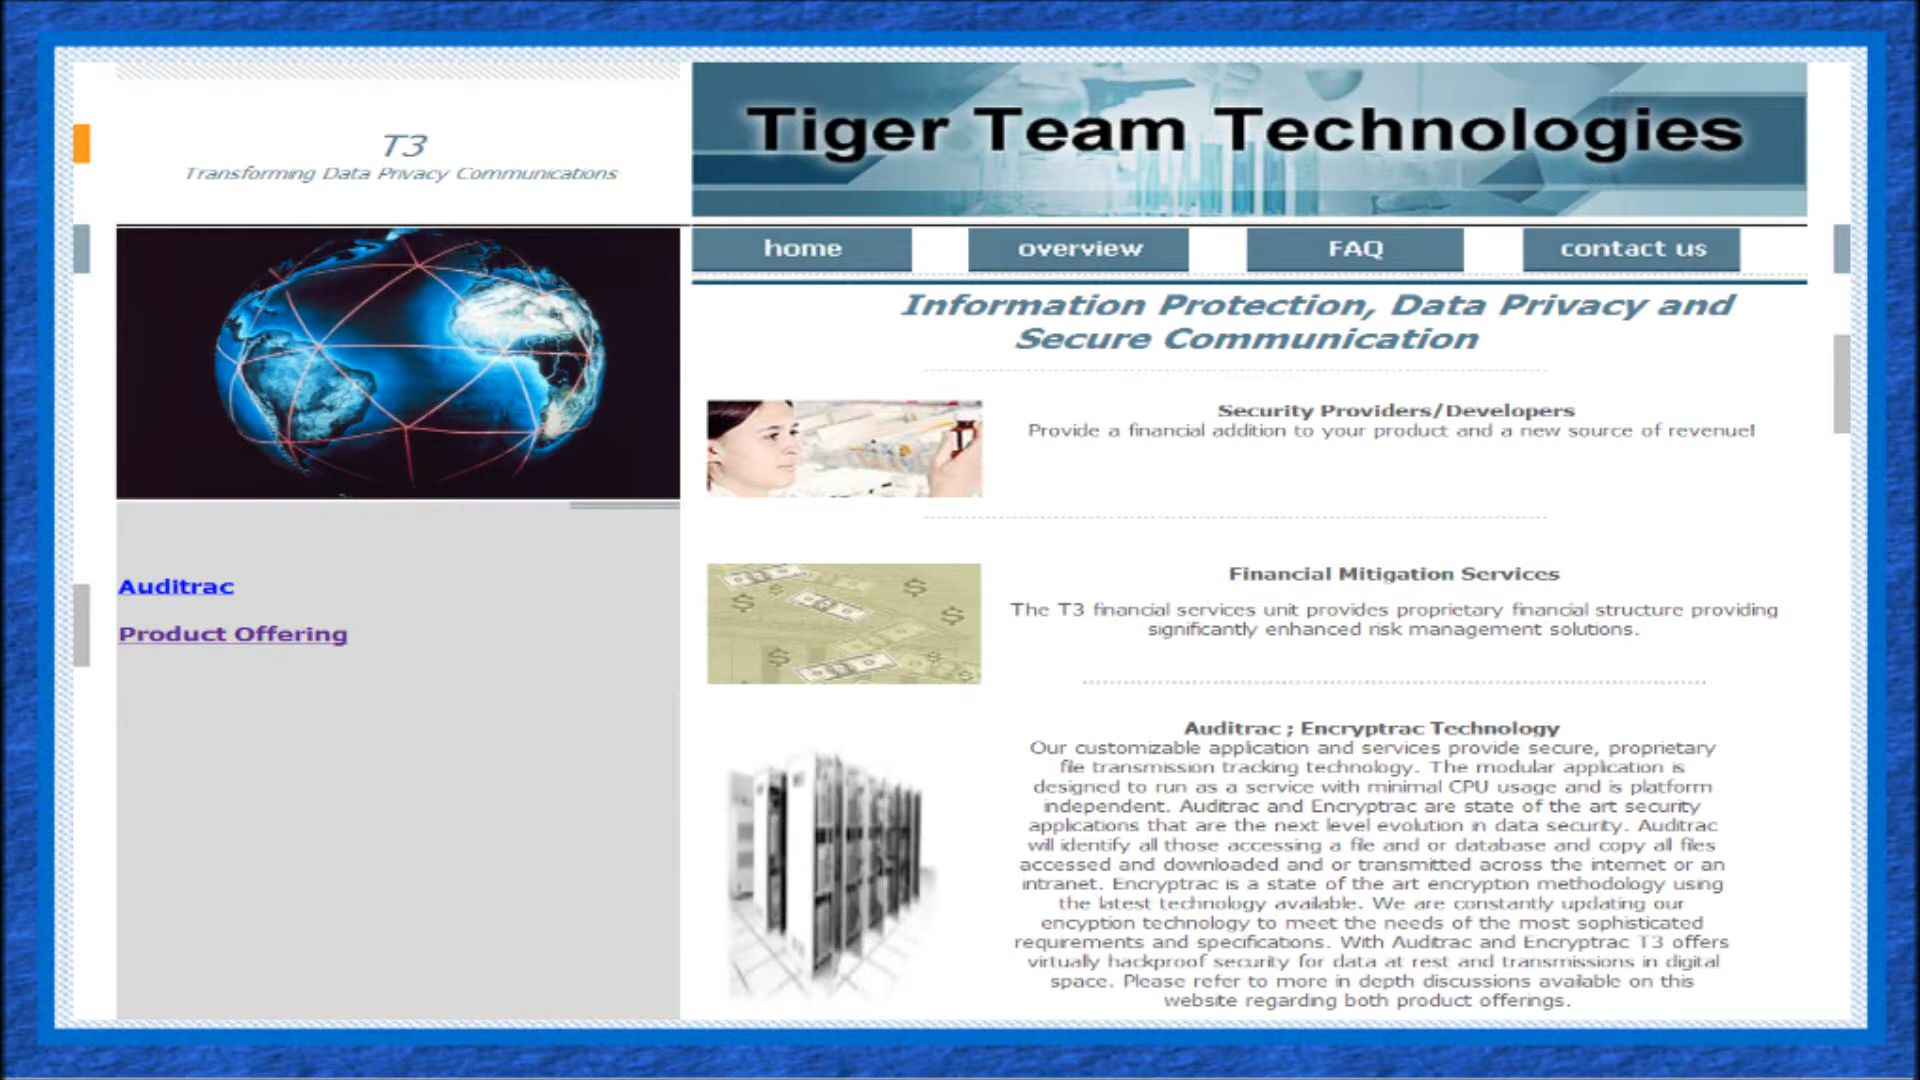 T3
Transforming Data Privacy Communications
Tiger Team Technologies
home
overview
FAQ
contact us
Information Protection, Data Privacy and
Secure Communication
Security Providers/Developers
Provide a financial addition to your product and a new source of revenue!
Auditrac
Product Offering
Financial Mitigation Services
The T3 financial services unit provides proprietary financial structure providing
significantly enhanced risk management solutions.
Auditrac ; Encryptrac Technology
Our customizable application and services provide secure, proprietary
file transmission tracking technology. The modular application is
designed to run as a service with minimal CPU usage and is platform
independent. Auditrac and Encryptrac are state of the art security
applications that are the next level evolution in data security. Auditrac
will identify all those accessing a file and or database and copy all files
accessed and downloaded and or transmitted across the internet or an
intranet. Encryptrac is a state of the art encryption methodology using
the latest technology available. We are constantly updating our
encyption technology to meet the needs of the most sophisticated
requirements and specifications. With Auditrac and Encryptrac T3 offers
virtually hackproof security for data at rest and transmissions in digital
space. Please refer to more in depth discussions available on this
website regarding both product offerings.